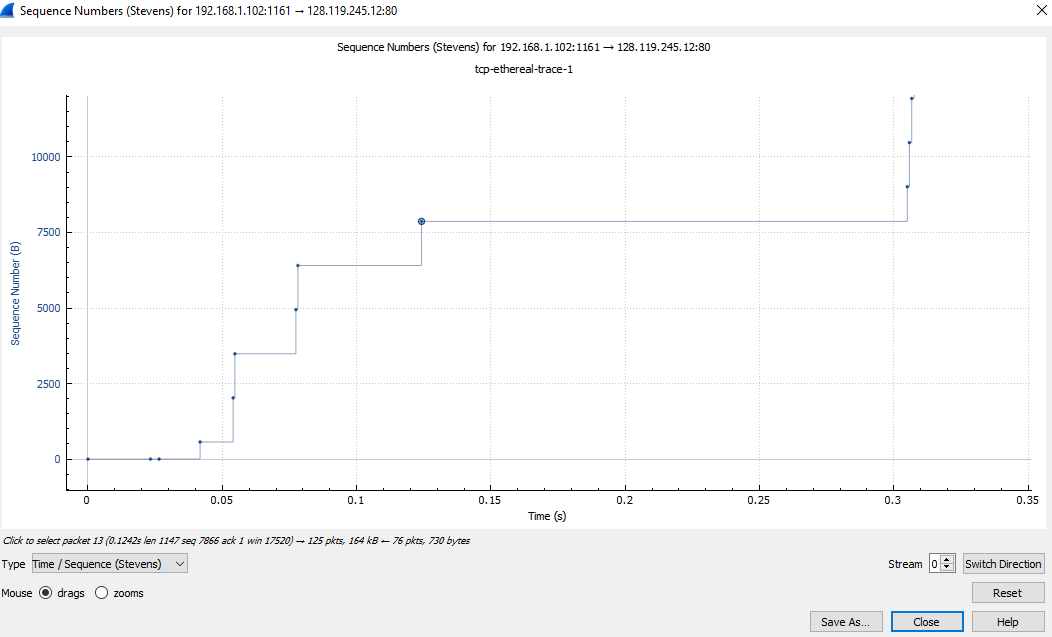 Sequence Numbers (Stevens) for 192.168.1.102:1161 → 128.119.245.12:80
Sequence Numbers (Stevens) for 192.168.1.102:1161 → 128.119.245.12:80
tcp-ethereal-trace-1
Sequence Number (B)
10000
7500
5000
2500
0
0 0.05 0.1 0.15 0.2 0.25 0.3 0.35
Time (s)
Click to select packet 13 (0.1242s len 1147 seq 7866 ack 1 win 17520) → 125 pkts, 164 kB ← 76 pkts, 730 bytes
Type Time / Sequence (Stevens) Stream 0 Switch Direction
Mouse drags zooms Reset
Save As... Close Help